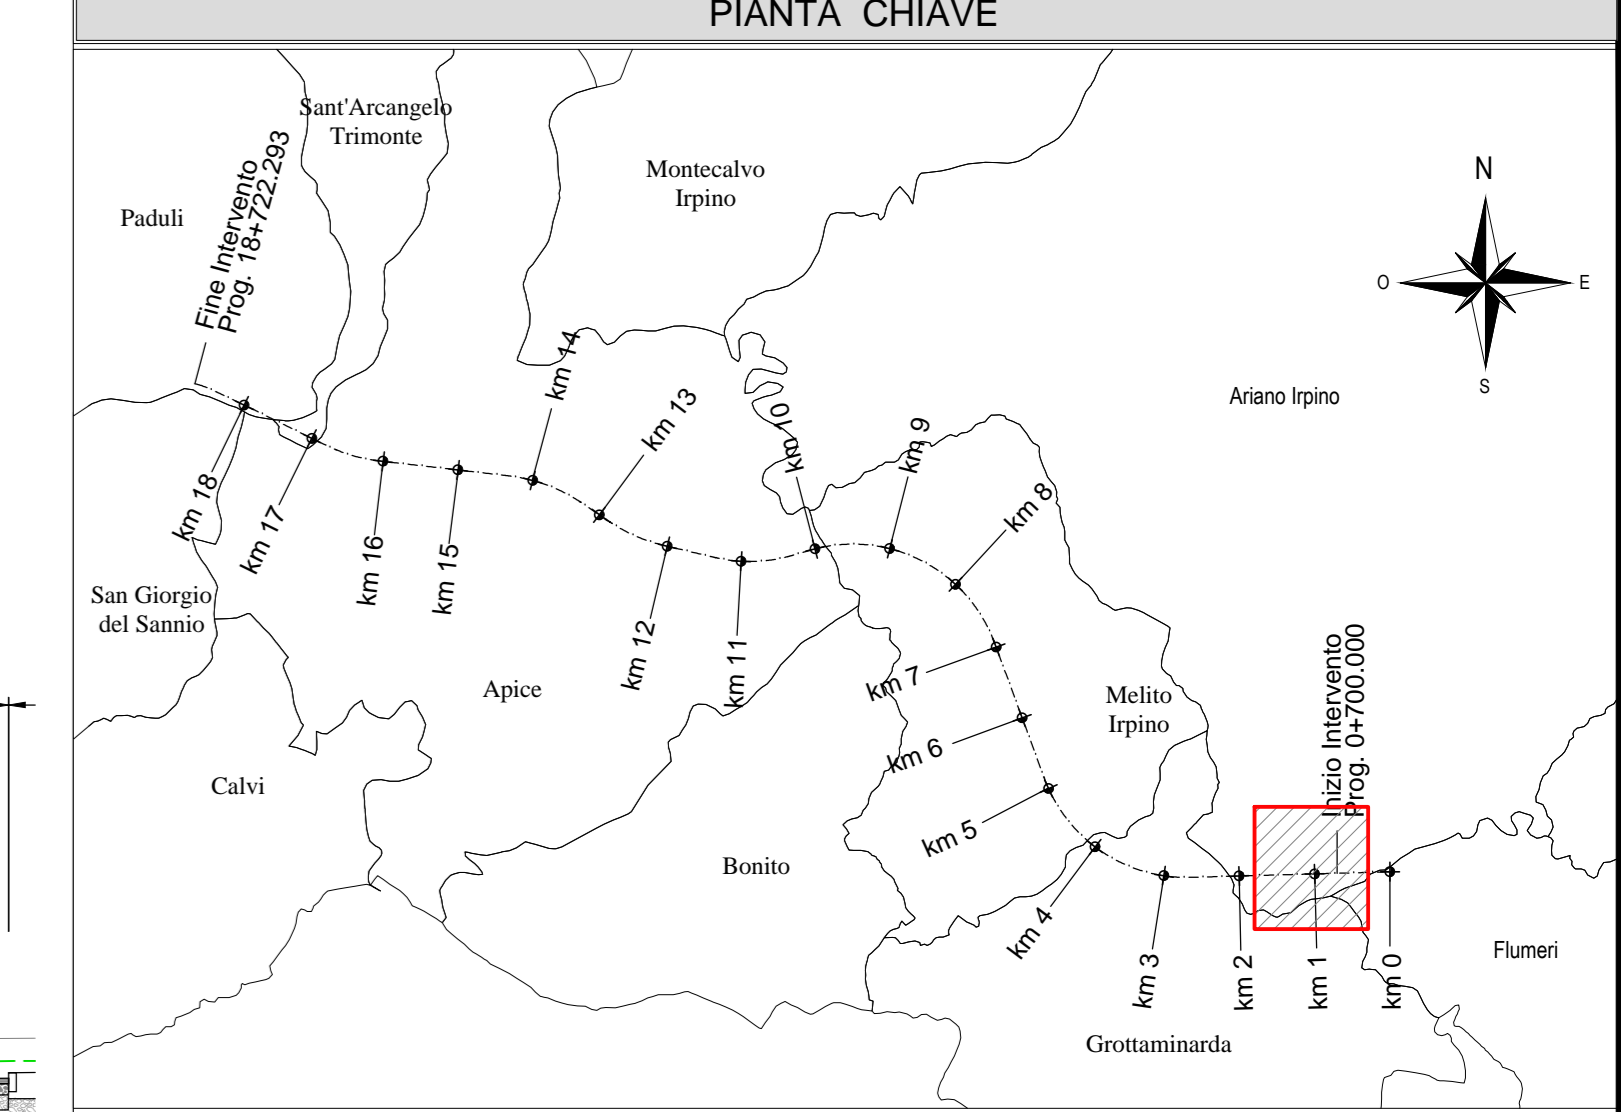 PIANTA CHIAVE
Sant'Arcangelo
Trimonte
Montecalvo
Irpino
Paduli
Fine Intervento
Prog. 18+722.293
N
O
E
S
Ariano Irpino
km 14
km 13
km 10
km 9
km 8
km 18
km 17
km 16
km 15
km 12
km 11
San Giorgio
del Sannio
Apice
km 7
km 6
km 5
Melito
Irpino
Inizio Intervento
Prog. 0+700.000
Calvi
Bonito
km 4
km 3
km 2
km 1
km 0
Flumeri
Grottaminarda